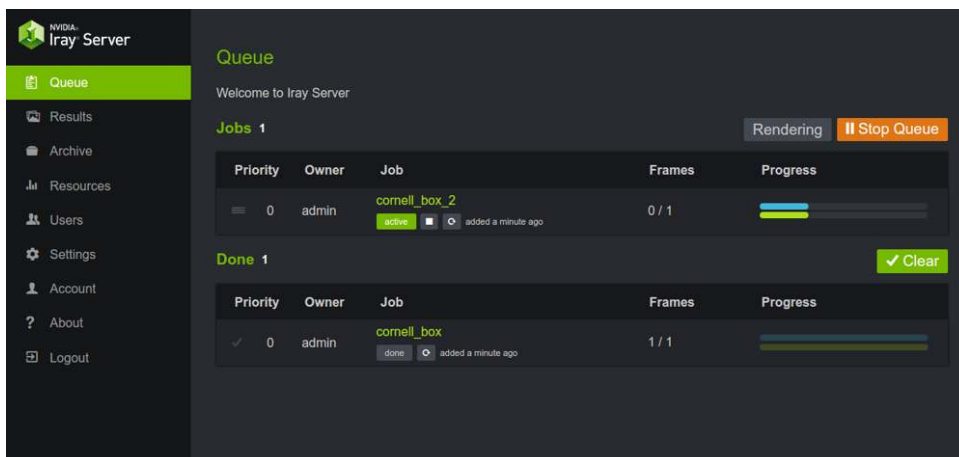 NVIDIA.
Iray Server
Queue
Results
Archive
Resources
Users
Settings
Account
? About
Logout
Queue
Welcome to Iray Server
Jobs 1
Rendering Stop Queue
Priority Owner Job Frames Progress
0 admin cornell_box_2 0 / 1
active added a minute ago
Done 1
Clear
Priority Owner Job Frames Progress
0 admin cornell_box 1 / 1
done added a minute ago